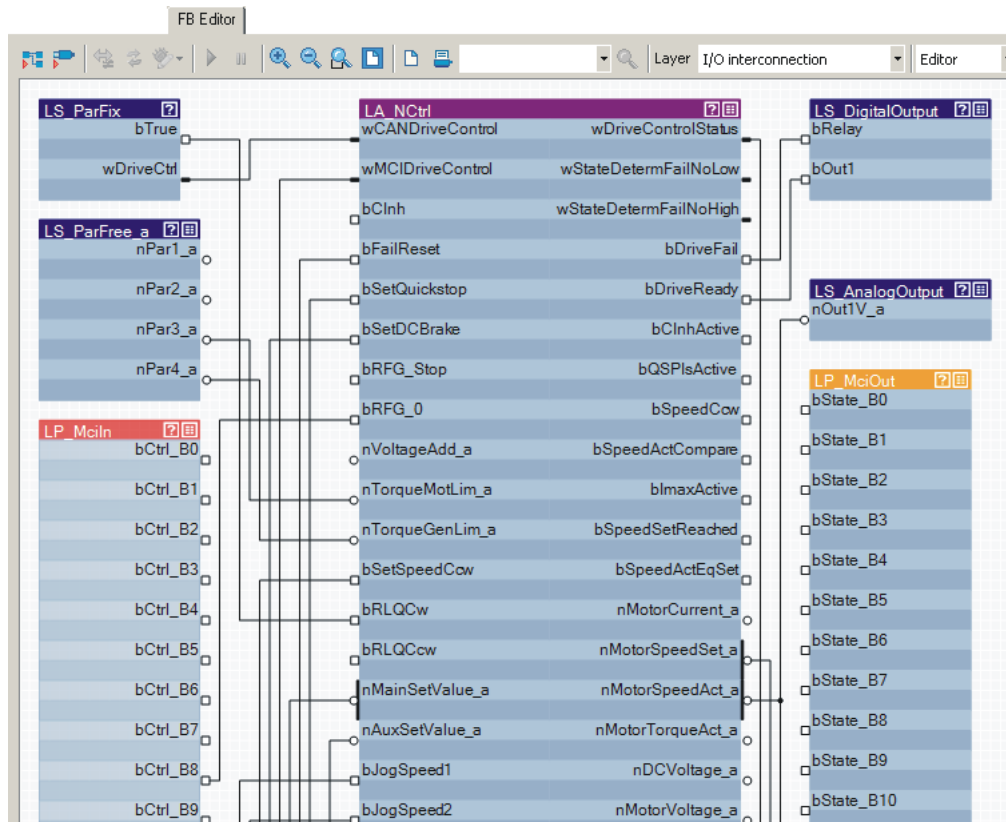 FB Editor
Layer I/O interconnection Editor
LS_ParFix
bTrue
wDriveCtrl
LS_ParFree_a
nPar1_a
nPar2_a
nPar3_a
nPar4_a
LP_MciIn
bCtrl_B0
bCtrl_B1
bCtrl_B2
bCtrl_B3
bCtrl_B4
bCtrl_B5
bCtrl_B6
bCtrl_B7
bCtrl_B8
bCtrl_B9
LA_NCtrl
wCANDriveControl wDriveControlStatus
wMCIDriveControl wStateDetermFailNoLow
bCInh wStateDetermFailNoHigh
bFailReset bDriveFail
bSetQuickstop bDriveReady
bSetDCBrake bCInhActive
bRFG_Stop bQSPIsActive
bRFG_0 bSpeedCcw
nVoltageAdd_a bSpeedActCompare
nTorqueMotLim_a bImaxActive
nTorqueGenLim_a bSpeedSetReached
bSetSpeedCcw bSpeedActEqSet
bRLQCw nMotorCurrent_a
bRLQCcw nMotorSpeedSet_a
nMainSetValue_a nMotorSpeedAct_a
nAuxSetValue_a nMotorTorqueAct_a
bJogSpeed1 nDCVoltage_a
bJogSpeed2 nMotorVoltage_a
LS_DigitalOutput
bRelay
bOut1
LS_AnalogOutput
nOut1V_a
LP_MciOut
bState_B0
bState_B1
bState_B2
bState_B3
bState_B4
bState_B5
bState_B6
bState_B7
bState_B8
bState_B9
bState_B10